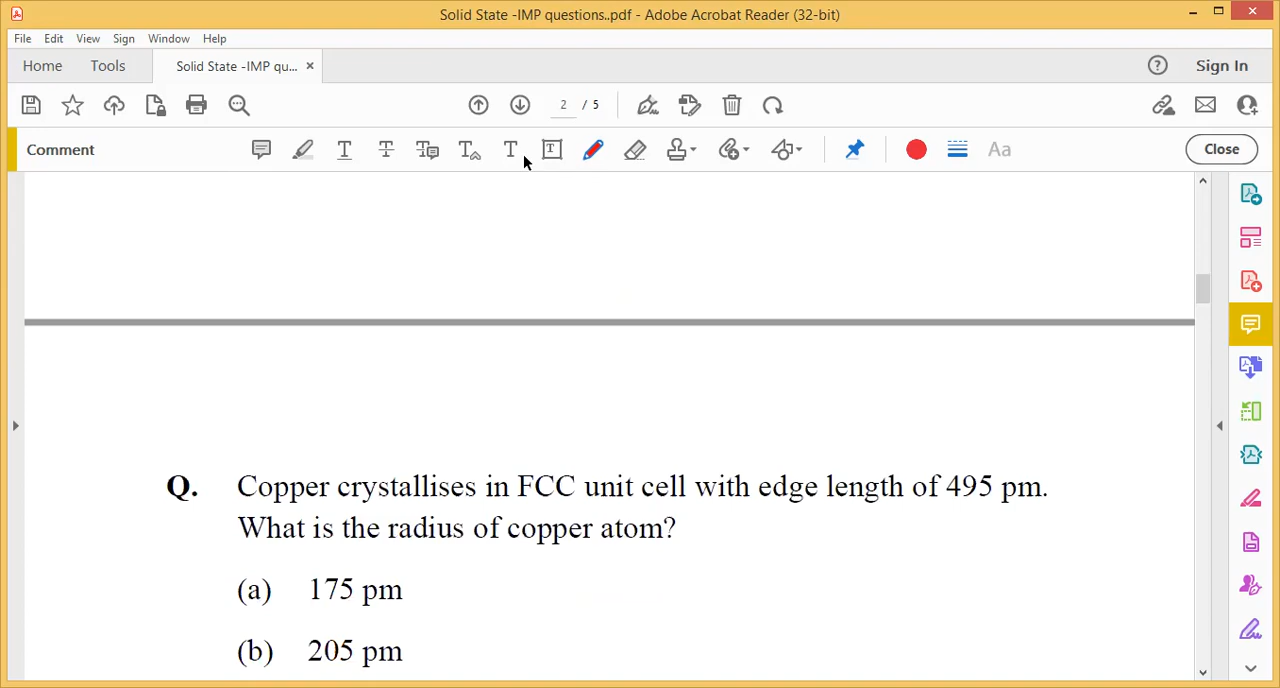 Solid State -IMP questions..pdf - Adobe Acrobat Reader (32-bit)
File Edit View Sign Window Help
Home Tools Solid State -IMP qu... × Sign In
2 / 5
Comment Aa Close
Q. Copper crystallises in FCC unit cell with edge length of 495 pm.
What is the radius of copper atom?
(a) 175 pm
(b) 205 pm